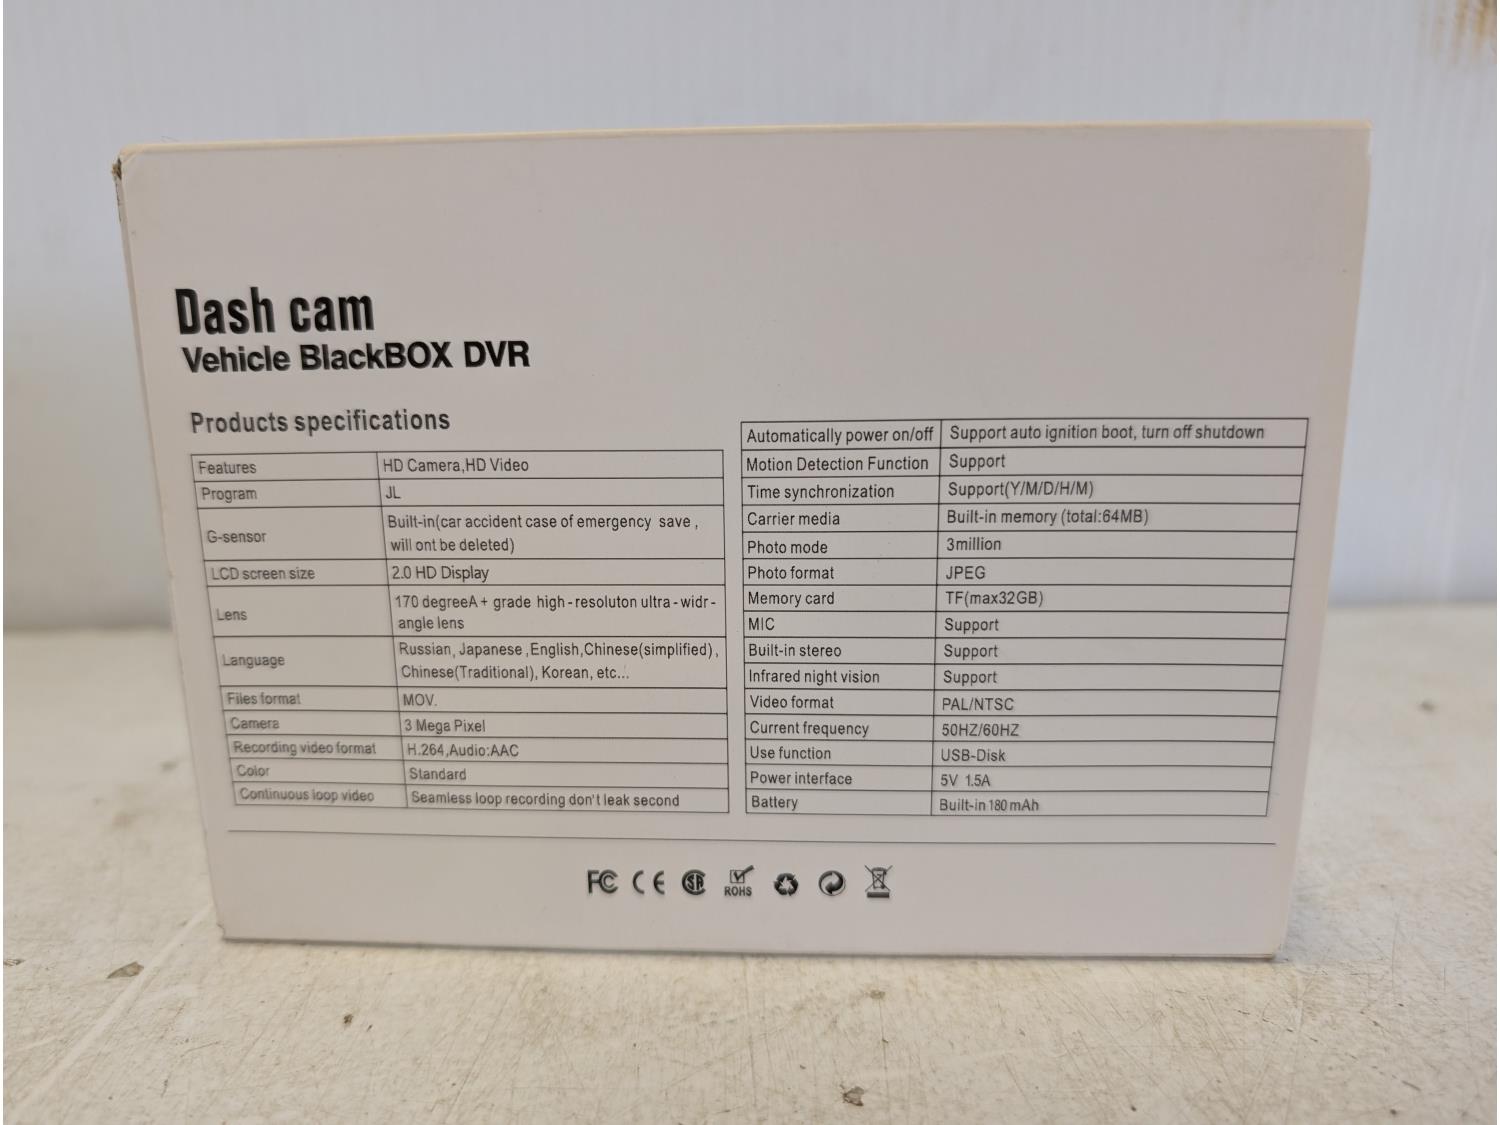 Dash cam
Vehicle BlackBOX DVR
Products specifications
Features HD Camera,HD Video
Program JL
G-sensor Built-in(car accident case of emergency save ,
will ont be deleted)
LCD screen size 2.0 HD Display
Lens 170 degreeA+ grade high-resoluton ultra-widr-
angle lens
Language Russian, Japanese ,English,Chinese(simplified),
Chinese(Traditional), Korean, etc...
Files format MOV.
Camera 3 Mega Pixel
Recording video format H.264,Audio:AAC
Color Standard
Continuous loop video Seamless loop recording don't leak second
Automatically power on/off Support auto ignition boot, turn off shutdown
Motion Detection Function Support
Time synchronization Support(Y/M/D/H/M)
Carrier media Built-in memory (total:64MB)
Photo mode 3million
Photo format JPEG
Memory card TF(max32GB)
MIC Support
Built-in stereo Support
Infrared night vision Support
Video format PAL/NTSC
Current frequency 50HZ/60HZ
Use function USB-Disk
Power interface 5V 1.5A
Battery Built-in 180 mAh
FC CE SR ROHS